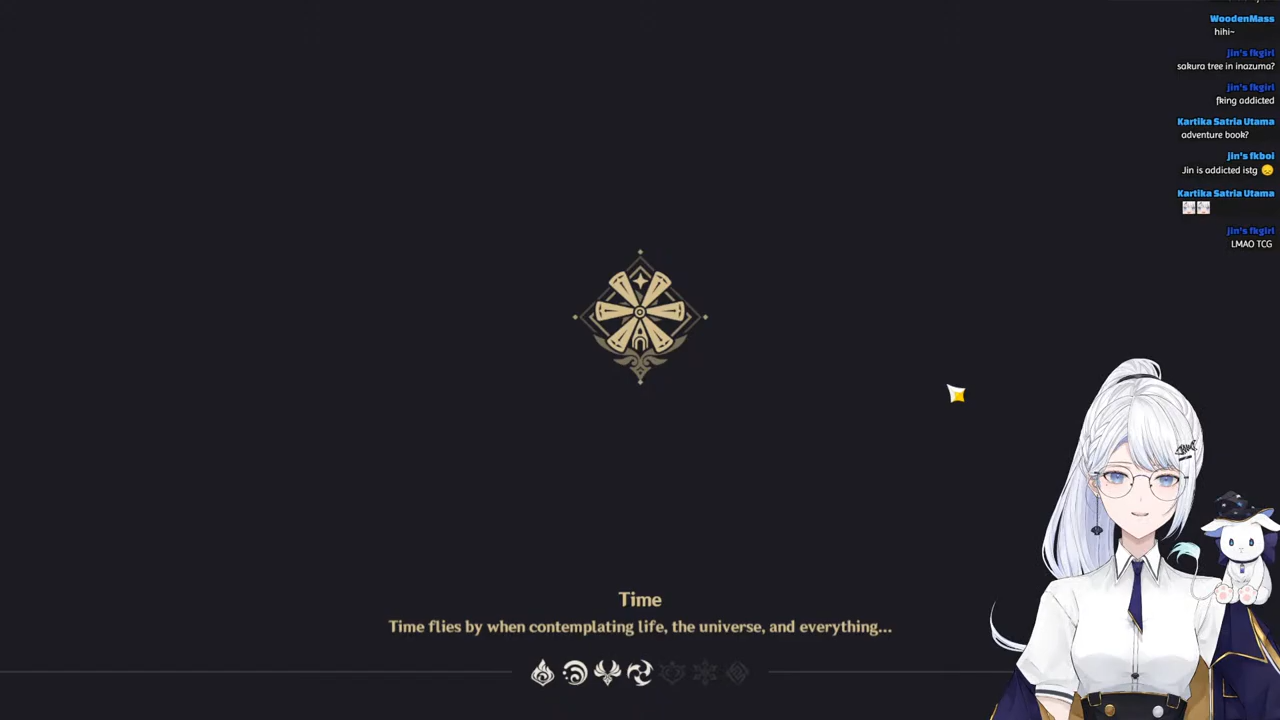 WoodenMass
hihi~
jin's fkgirl
sakura tree in inazuma?
jin's fkgirl
fking addicted
Kartika Satria Utama
adventure book?
jin's fkboi
Jin is addicted istg
Kartika Satria Utama
jin's fkgirl
LMAO TCG
Time
Time flies by when contemplating life, the universe, and everything...